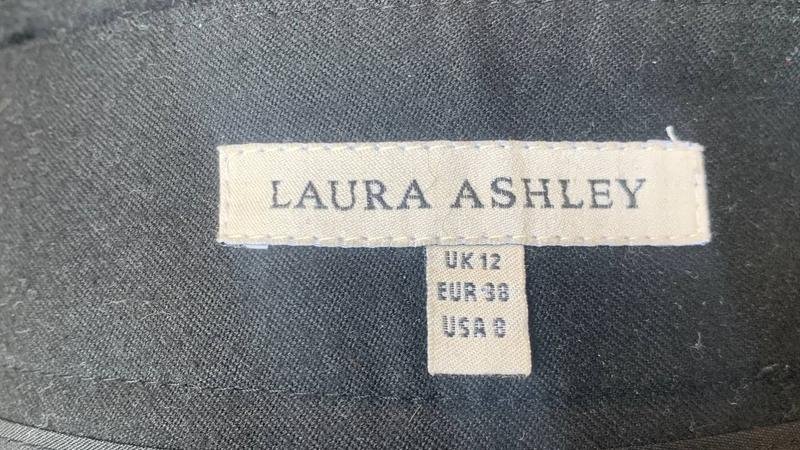 LAURA ASHLEY
UK 12
EUR 38
USA 8